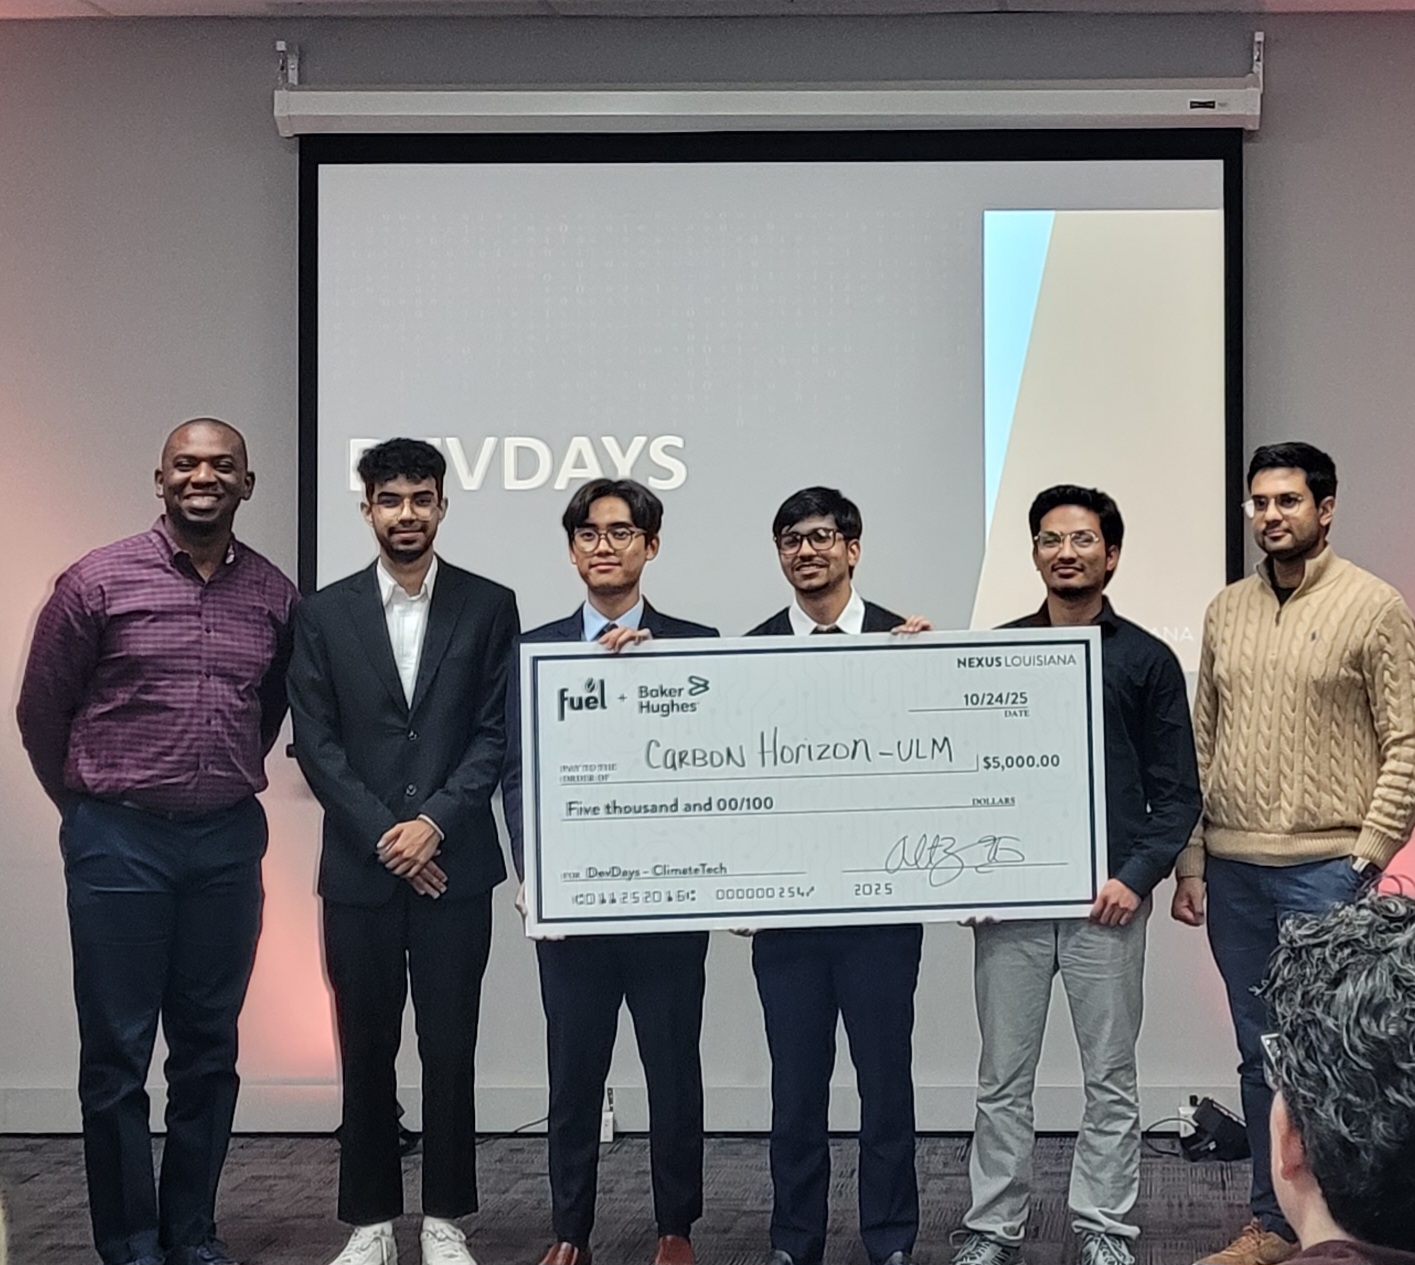 DEVDAYS
NEXUS LOUISIANA
fuel + Baker Hughes
10/24/25
DATE
PAY TO THE
ORDER OF
CARBON Horizon-ULM
$5,000.00
Five thousand and 00/100
DOLLARS
FOR DevDays - ClimateTech
2025